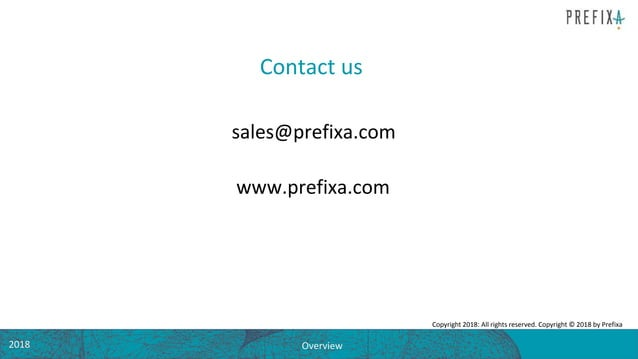 PREFIXA
Contact us
sales@prefixa.com
www.prefixa.com
Copyright 2018: All rights reserved. Copyright © 2018 by Prefixa
2018
Overview